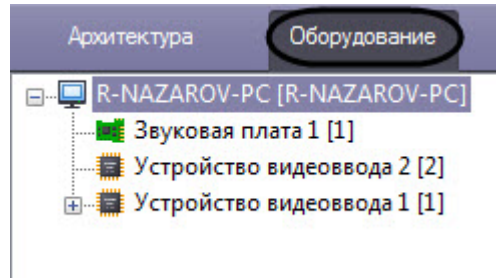 Архитектура Оборудование
R-NAZAROV-PC [R-NAZAROV-PC]
Звуковая плата 1 [1]
Устройство видеоввода 2 [2]
Устройство видеоввода 1 [1]